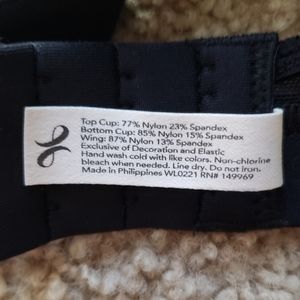 Top Cup: 77% Nylon 23% Spandex
Bottom Cup: 85% Nylon 15% Spandex
Wing: 87% Nylon 13% Spandex
Exclusive of Decoration and Elastic
Hand wash cold with like colors. Non-chlorine
bleach when needed. Line dry. Do not iron.
Made in Philippines WL0221 RN# 149969